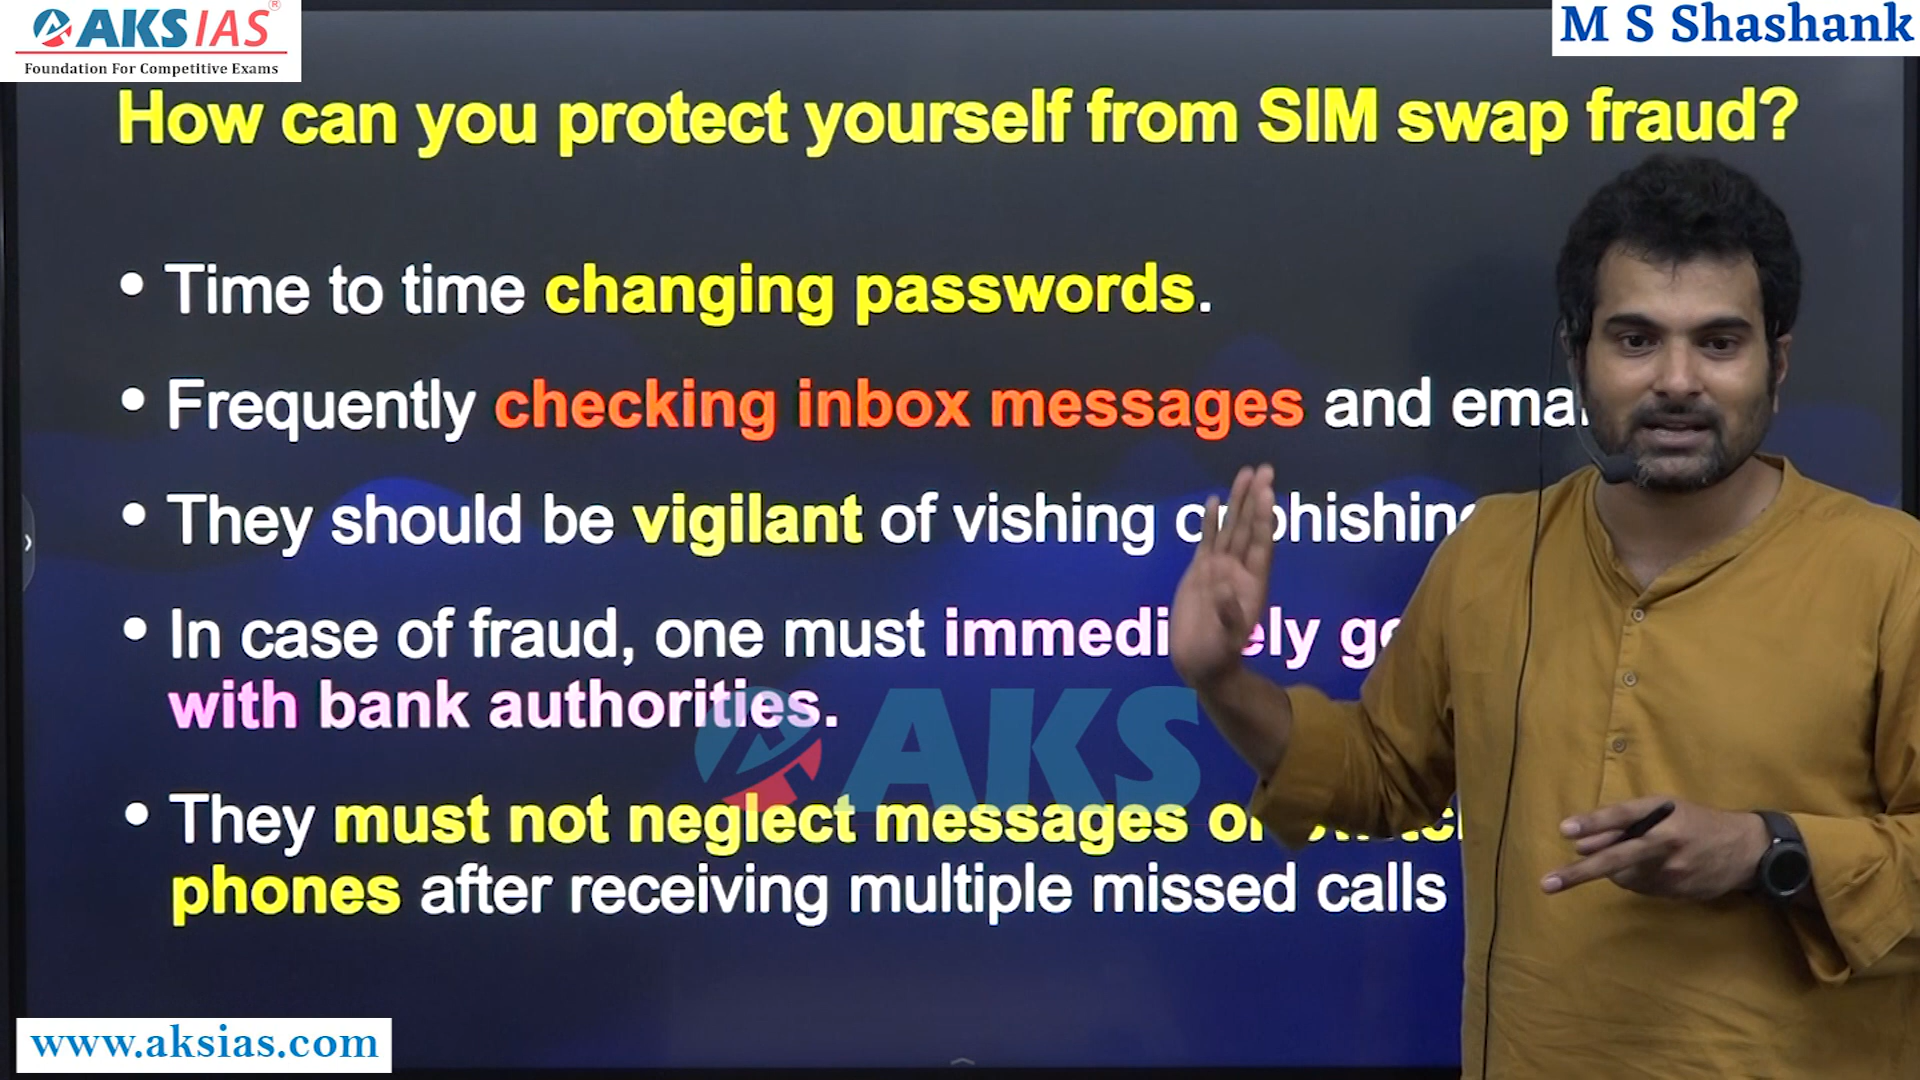 AKS IAS®
Foundation For Competitive Exams
M S Shashank
How can you protect yourself from SIM swap fraud?
• Time to time changing passwords.
• Frequently checking inbox messages and
• They should be vigilant of vishing
• In case of fraud, one must
with bank authorities.
AKS
• They must not neglect messages
phones after receiving multiple missed calls
www.aksias.com